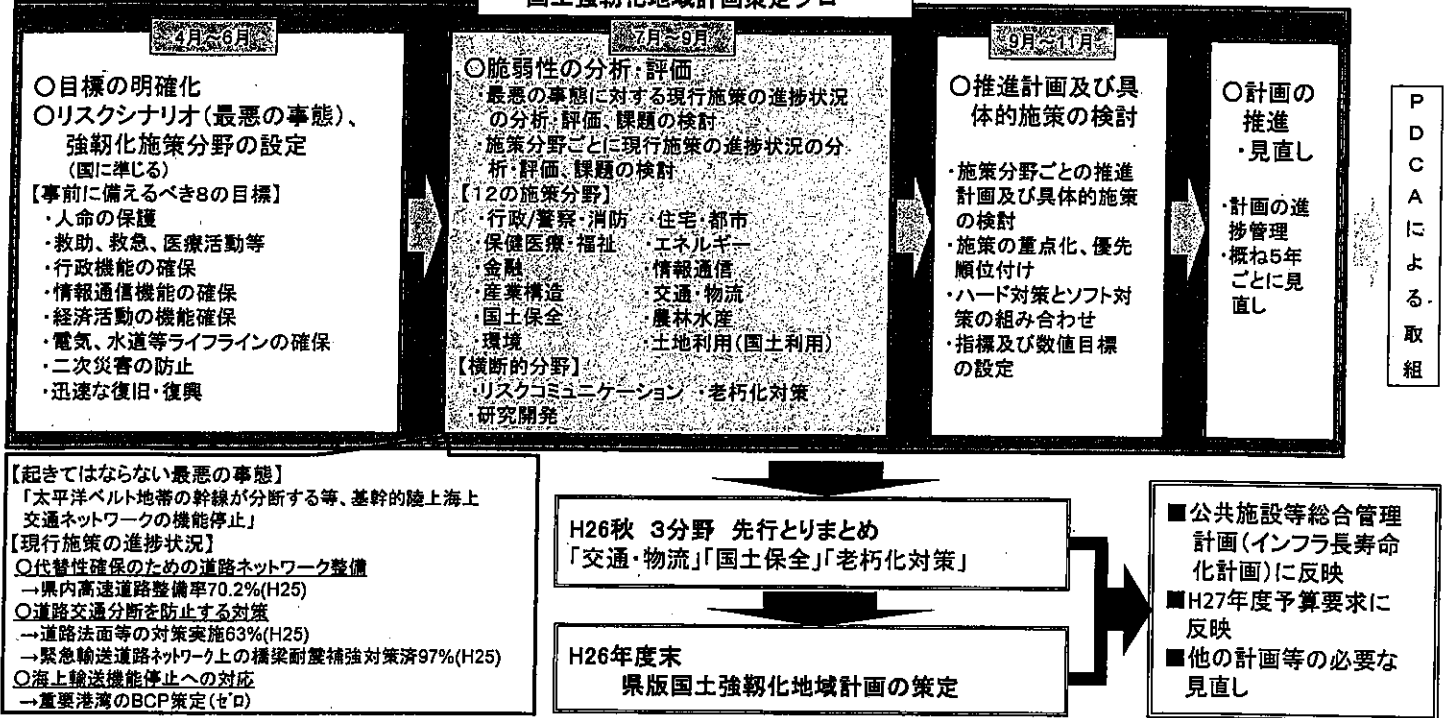 国土強靭化地域計画策定フロー
4月～6月
〇目標の明確化
〇リスクシナリオ(最悪の事態)、
強靭化施策分野の設定
(国に準じる)
【事前に備えるべき8の目標】
・人命の保護
・救助、救急、医療活動等
・行政機能の確保
・情報通信機能の確保
・経済活動の機能確保
・電気、水道等ライフラインの確保
・二次災害の防止
・迅速な復旧・復興
7月～9月
〇脆弱性の分析・評価
・最悪の事態に対する現行施策の進捗状況
の分析・評価、課題の検討
・施策分野ごとに現行施策の進捗状況の分
析・評価、課題の検討
【12の施策分野】
・行政/警察・消防 ・住宅・都市
・保健医療・福祉 ・エネルギー
・金融 ・情報通信
・産業構造 ・交通・物流
・国土保全 ・農林水産
・環境 ・土地利用(国土利用)
【横断的分野】
・リスクコミュニケーション ・老朽化対策
・研究開発
9月～11月
〇推進計画及び具
体的施策の検討
・施策分野ごとの推進
計画及び具体的施策
の検討
・施策の重点化、優先
順位付け
・ハード対策とソフト対
策の組み合わせ
・指標及び数値目標
の設定
〇計画の
推進
・見直し
・計画の進
捗管理
・概ね5年
ごとに見
直し
PDCAによる取組
【起きてはならない最悪の事態】
「太平洋ベルト地帯の幹線が分断する等、基幹的陸上海上
交通ネットワークの機能停止」
【現行施策の進捗状況】
〇代替性確保のための道路ネットワーク整備
→県内高速道路整備率70.2%(H25)
〇道路交通分断を防止する対策
→道路法面等の対策実施63%(H25)
→緊急輸送道路ネットワーク上の橋梁耐震補強対策済97%(H25)
〇海上輸送機能停止への対応
→重要港湾のBCP策定(ゼロ)
H26秋 3分野 先行とりまとめ
「交通・物流」「国土保全」「老朽化対策」
H26年度末
県版国土強靭化地域計画の策定
■公共施設等総合管理
計画(インフラ長寿命
化計画)に反映
■H27年度予算要求に
反映
■他の計画等の必要な
見直し